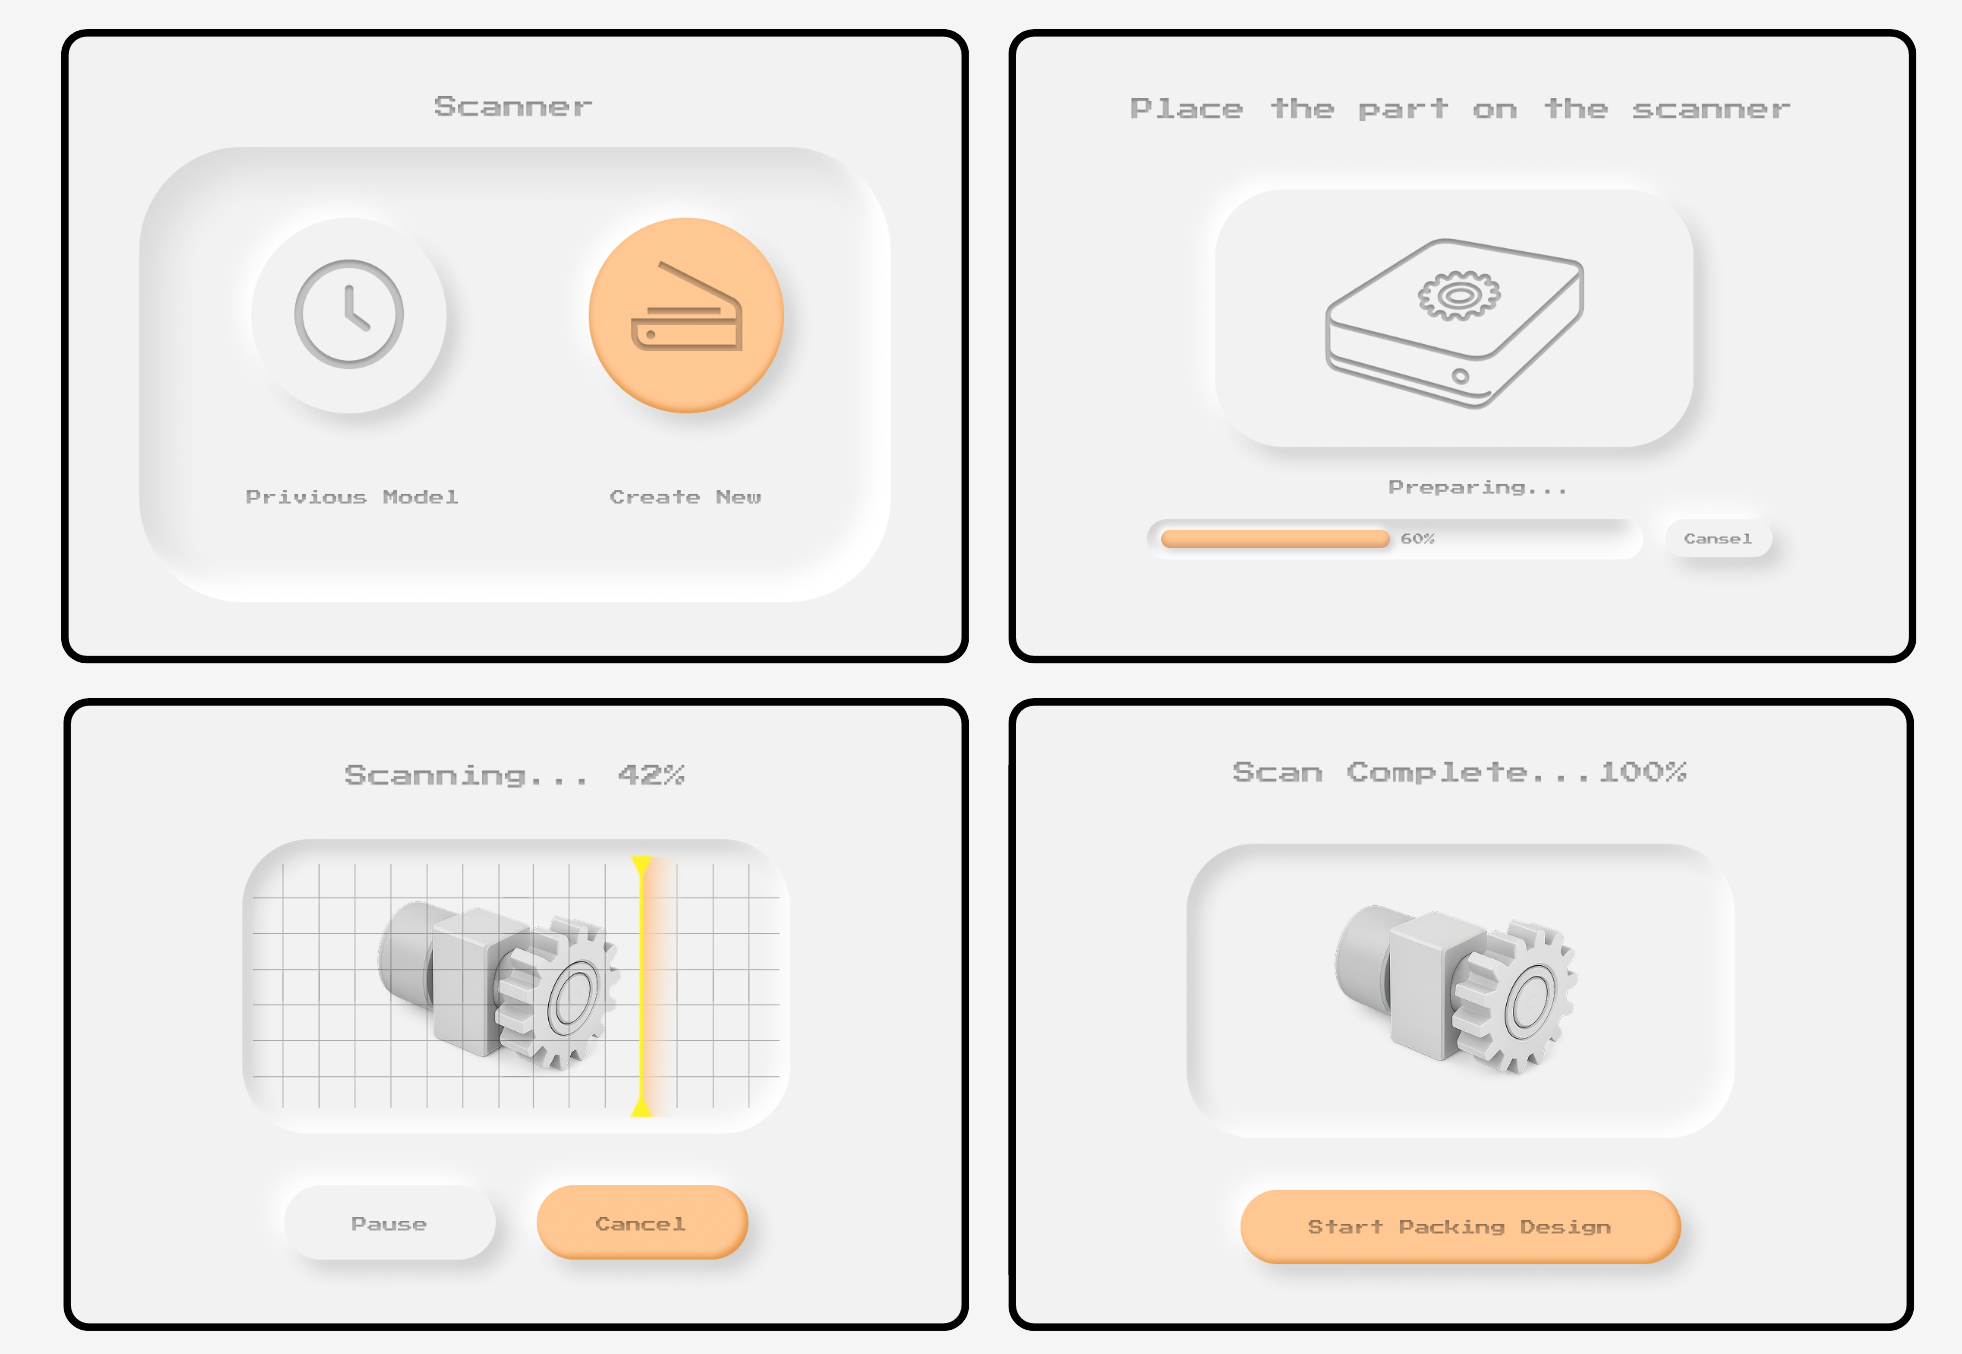 Scanner
Privious Model
Create New
Place the part on the scanner
Preparing...
60%
Cansel
Scanning... 42%
Pause
Cancel
Scan Complete...100%
Start Packing Design